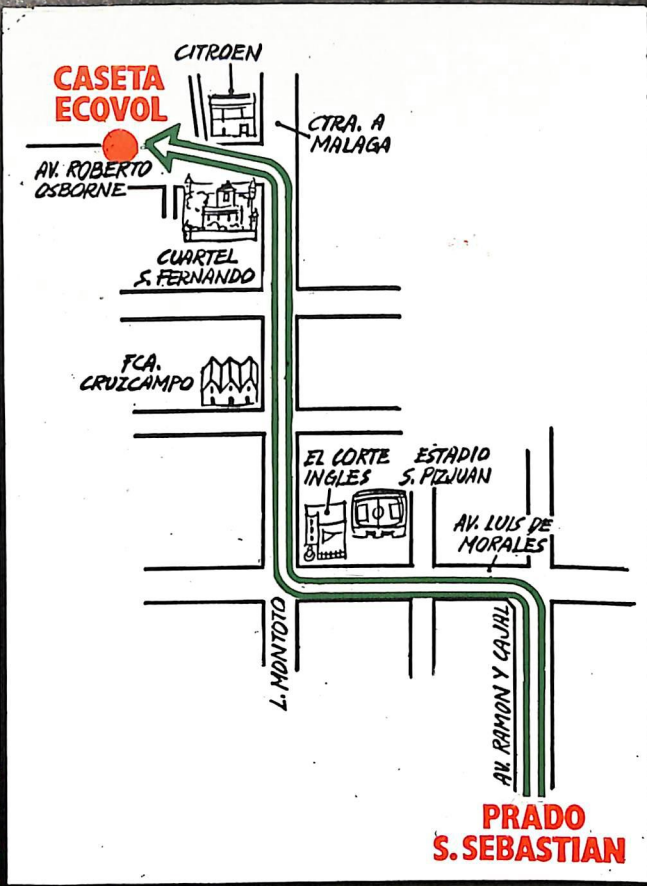 CITROEN
CASETA
ECOVOL
CTRA. A
MALAGA
AV. ROBERTO
OSBORNE
CUARTEL
S. FERNANDO
FCA.
CRUZCAMPO
EL CORTE
INGLES
ESTADIO
S. PIZJUAN
AV. LUIS DE
MORALES
L. MONTOTO
AV. RAMON Y CAJAL
PRADO
S. SEBASTIAN